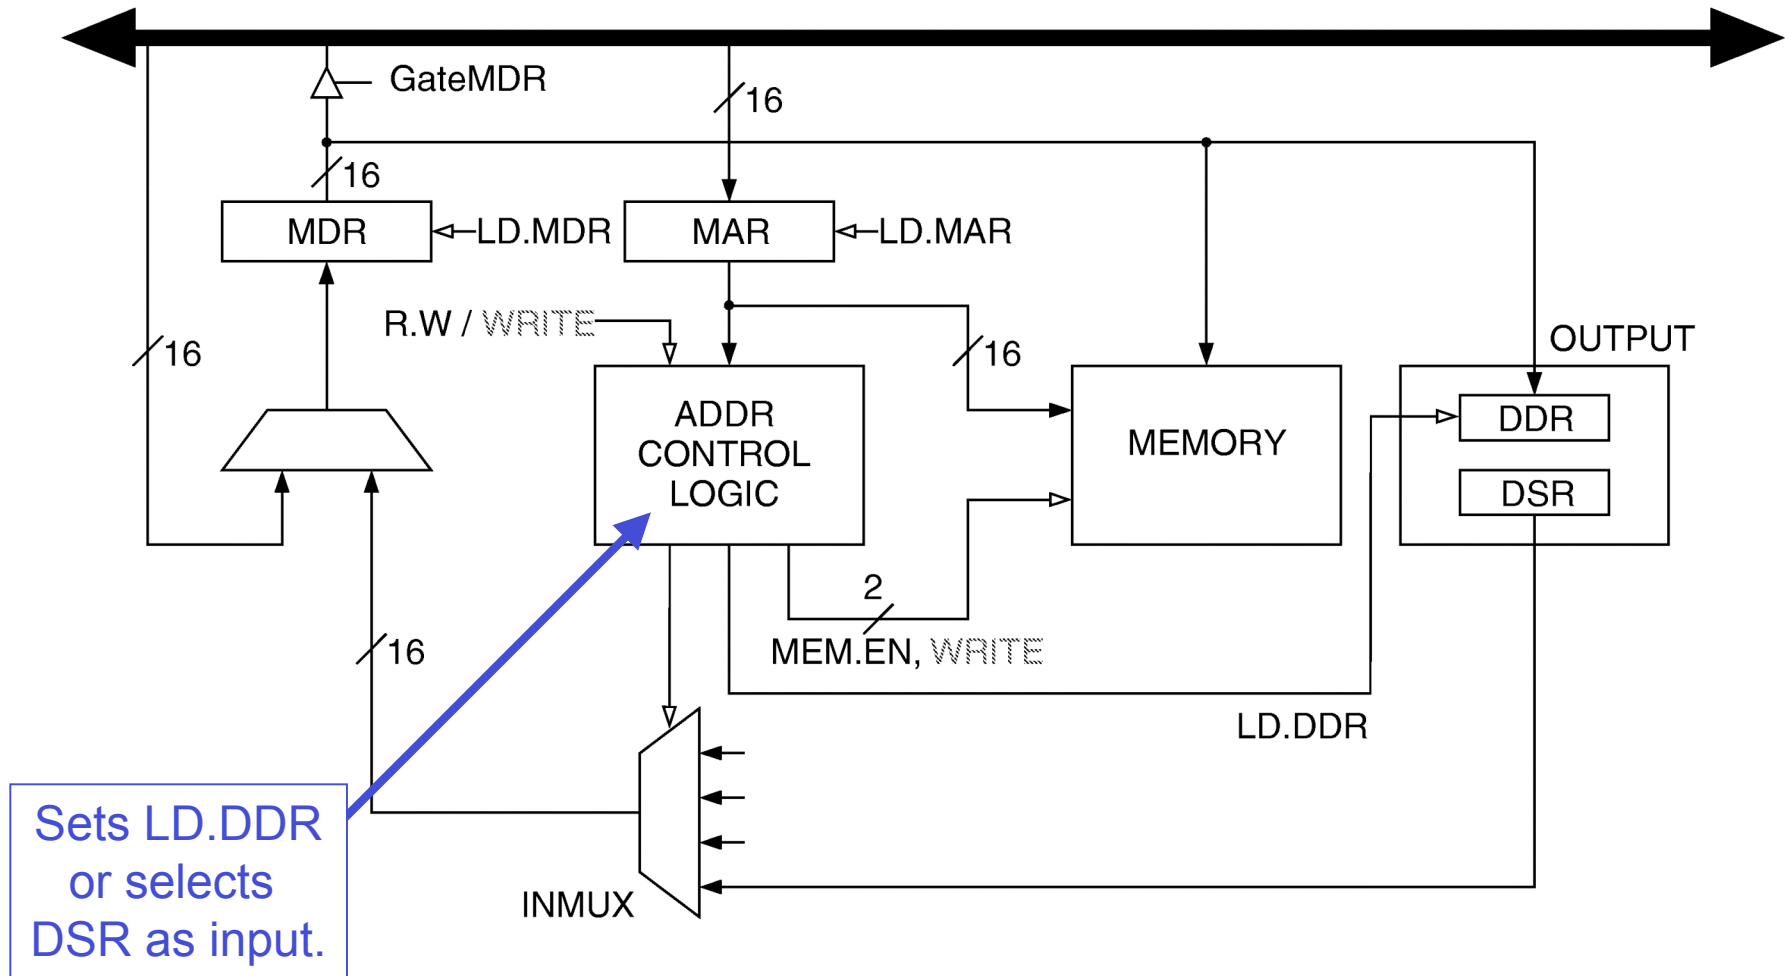 GateMDR
16
16
MDR
LD.MDR
MAR
LD.MAR
R.W / WRITE
16
16
OUTPUT
ADDR
CONTROL
LOGIC
MEMORY
DDR
DSR
2
MEM.EN, WRITE
16
LD.DDR
INMUX
Sets LD.DDR
or selects
DSR as input.